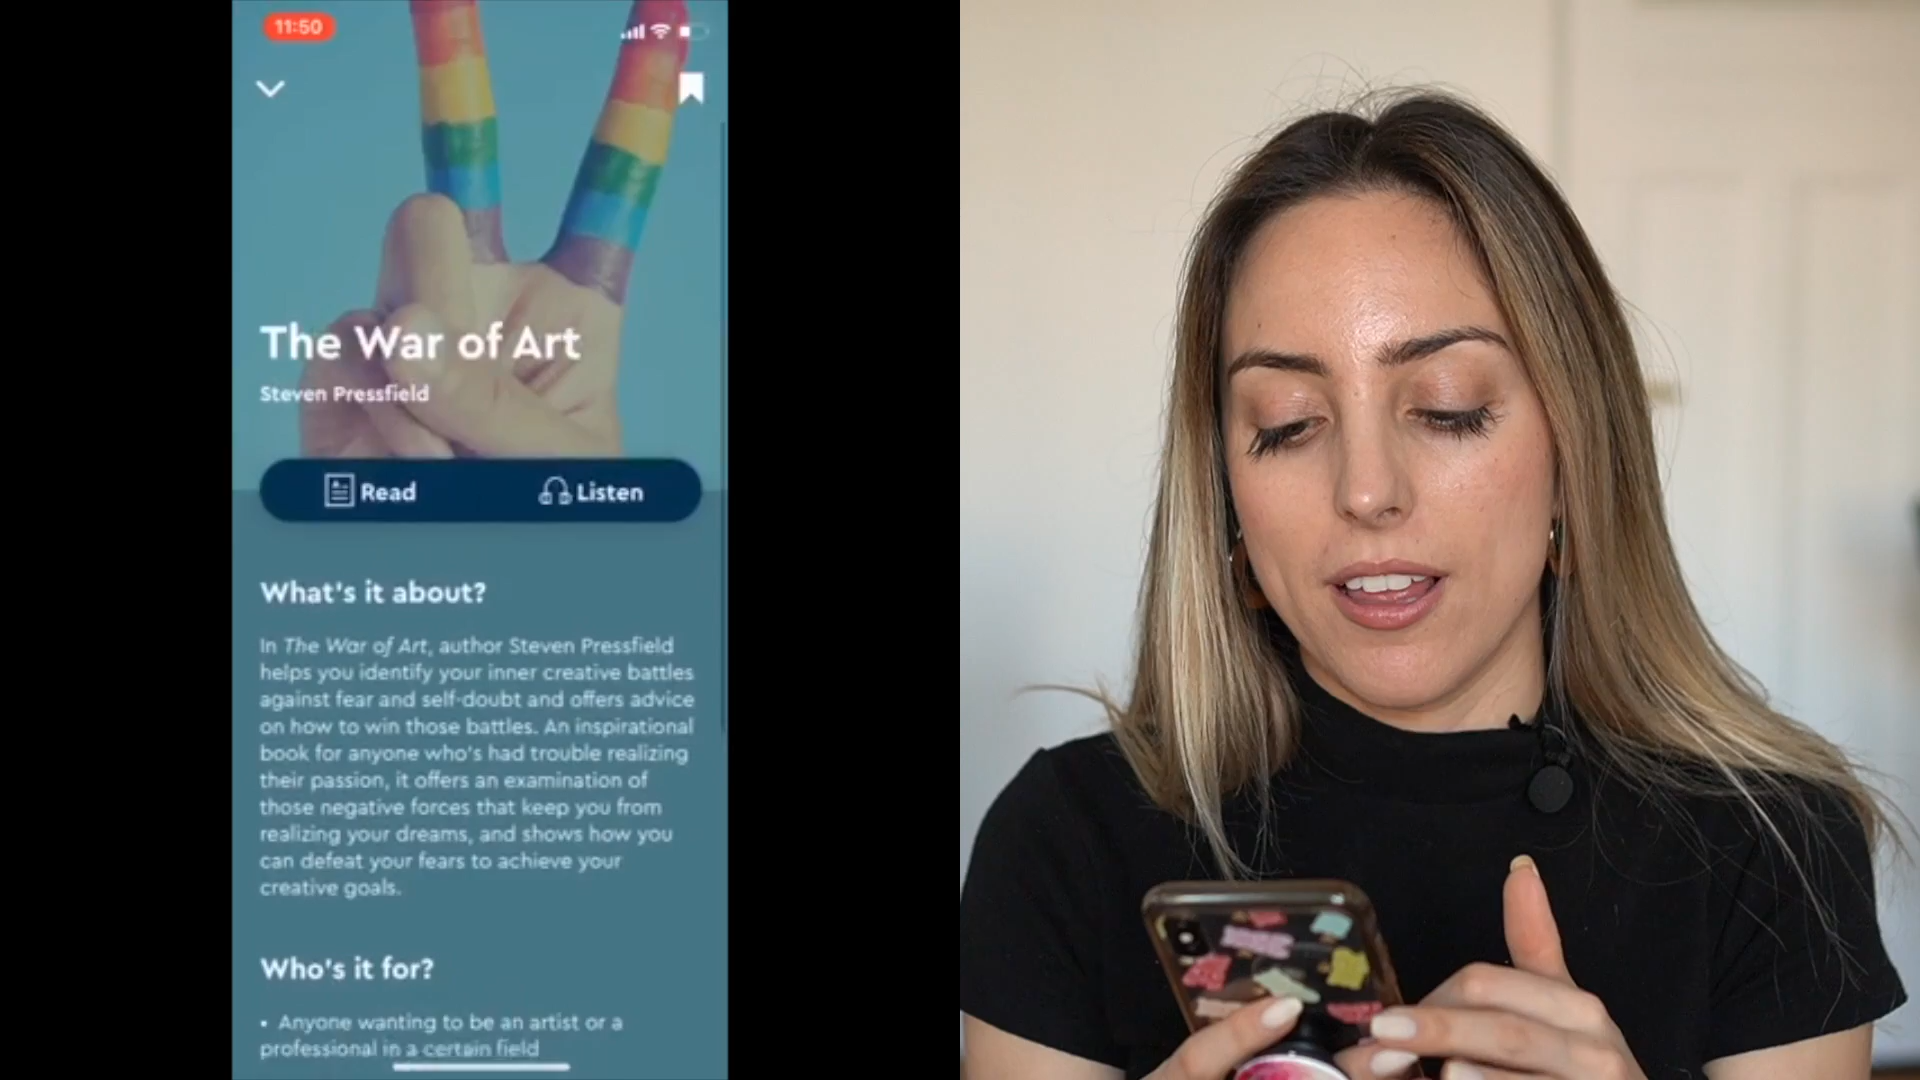 11:50
The War of Art
Steven Pressfield
Read Listen
What's it about?
In The War of Art, author Steven Pressfield
helps you identify your inner creative battles
against fear and self-doubt and offers advice
on how to win those battles. An inspirational
book for anyone who's had trouble realizing
their passion, it offers an examination of
those negative forces that keep you from
realizing your dreams, and shows how you
can defeat your fears to achieve your
creative goals.
Who's it for?
• Anyone wanting to be an artist or a
professional in a certain field